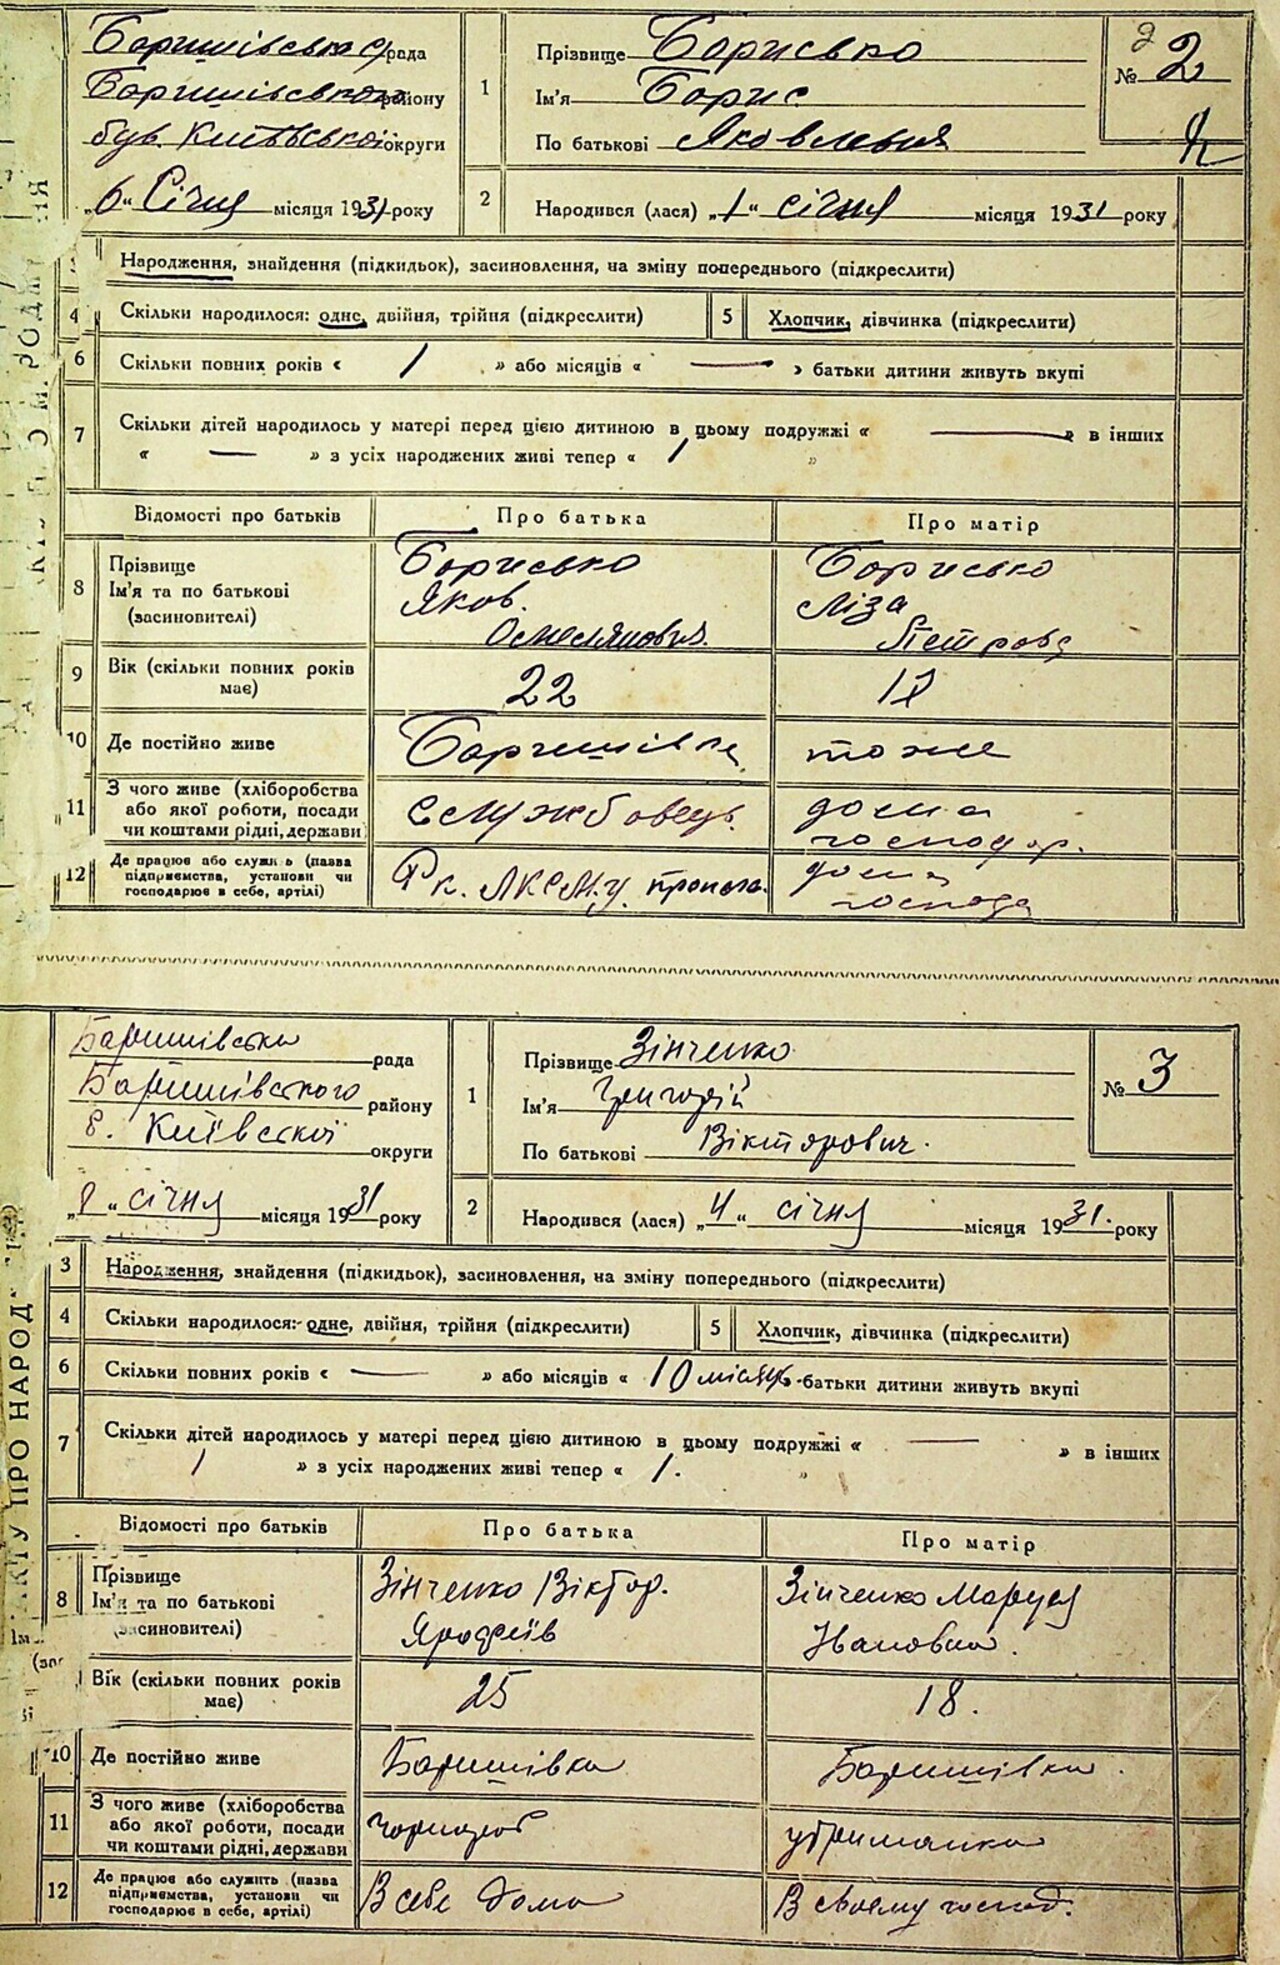 Баришівська рада
Баришівського району
був. Київської округи
„6“ Січня місяця 1931 року
1
Прізвище Борисько
Ім'я Борис
По батькові Яковлевич
№ 2
2
2 Народився (лася) „1“ січня місяця 1931 року
Народження, знайдення (підкидьок), засиновлення, на зміну попереднього (підкреслити)
4 Скільки народилося: одне, двійня, трійня (підкреслити) 5 Хлопчик, дівчинка (підкреслити)
6 Скільки повних років « 1 » або місяців « — » батьки дитини живуть вкупі
7 Скільки дітей народилось у матері перед цією дитиною в цьому подружжі « — » в інших
« — » з усіх народжених живі тепер « 1 »
Відомості про батьків Про батька Про матір
8 Прізвище Борисько Борисько
Ім'я та по батькові Яков. Ліза
(засиновителі) Петрова
9 Вік (скільки повних років має) 22
10 Де постійно живе Баришівка тоже
11 З чого живе (хліборобства або якої роботи, посади чи коштами рідні, держави) Службовець. дома господар.
12 Де працює або служить (назва підприємства, установи чи господарює в себе, артілі) ЛКСМУ дома господа
Баришівська рада
Баришівського району
б. Київської округи
„8“ січня місяця 1931 року
1
Прізвище Зінченко
Ім'я Григорій
По батькові Вікторович.
№ 3
2 Народився (лася) „4“ січня місяця 1931. року
3 Народження, знайдення (підкидьок), засиновлення, на зміну попереднього (підкреслити)
4 Скільки народилося: одне, двійня, трійня (підкреслити) 5 Хлопчик, дівчинка (підкреслити)
6 Скільки повних років « — » або місяців « 10 місяць батьки дитини живуть вкупі
7 Скільки дітей народилось у матері перед цією дитиною в цьому подружжі « — » в інших
1 » з усіх народжених живі тепер « 1. »
Відомості про батьків Про батька Про матір
8 Прізвище Зінченко Віктор. Зінченко Маруся
Ім'я та по батькові
(засиновителі) Івановна.
Вік (скільки повних років має) 25 18.
10 Де постійно живе Баришівка Баришівка.
11 З чого живе (хліборобства або якої роботи, посади чи коштами рідні, держави) чорнороб утриманка
12 Де працює або служить (назва підприємства, установи чи господарює в себе, артілі) В себе дома В своєму господ.